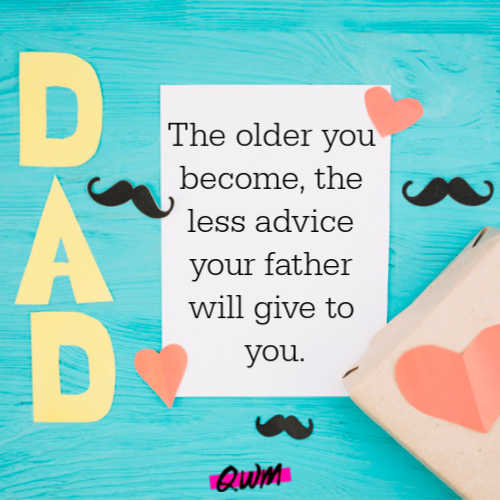 DAD
The older you
become, the
less advice
your father
will give to
you.
QWM